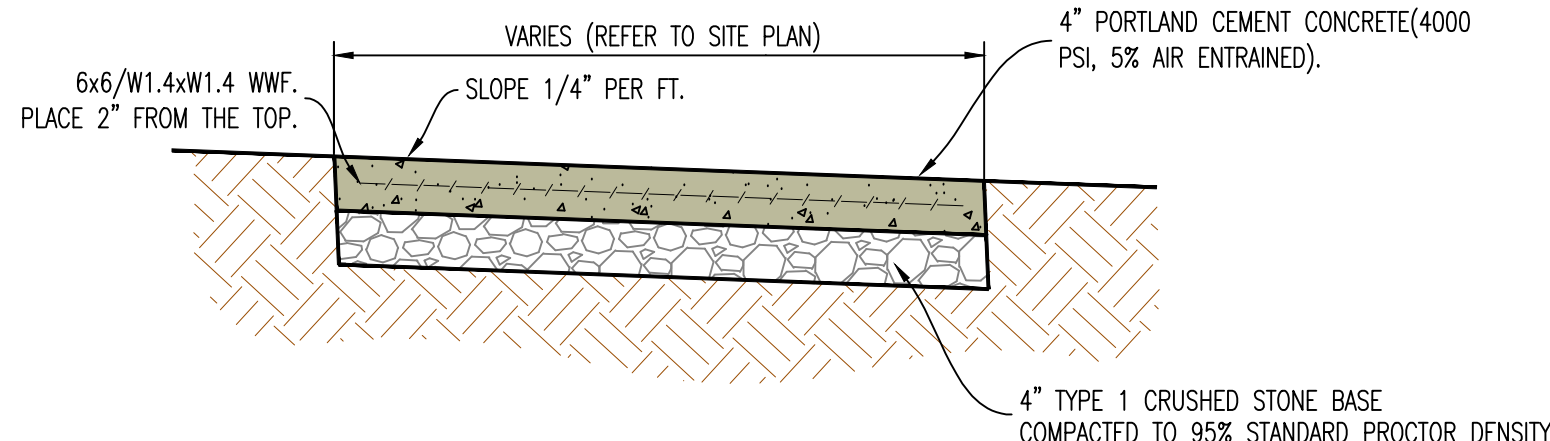 VARIES (REFER TO SITE PLAN)
4” PORTLAND CEMENT CONCRETE(4000
PSI, 5% AIR ENTRAINED).
6x6/W1.4xW1.4 WWF.
PLACE 2” FROM THE TOP.
SLOPE 1/4” PER FT.
4” TYPE 1 CRUSHED STONE BASE
COMPACTED TO 95% STANDARD PROCTOR DENSITY